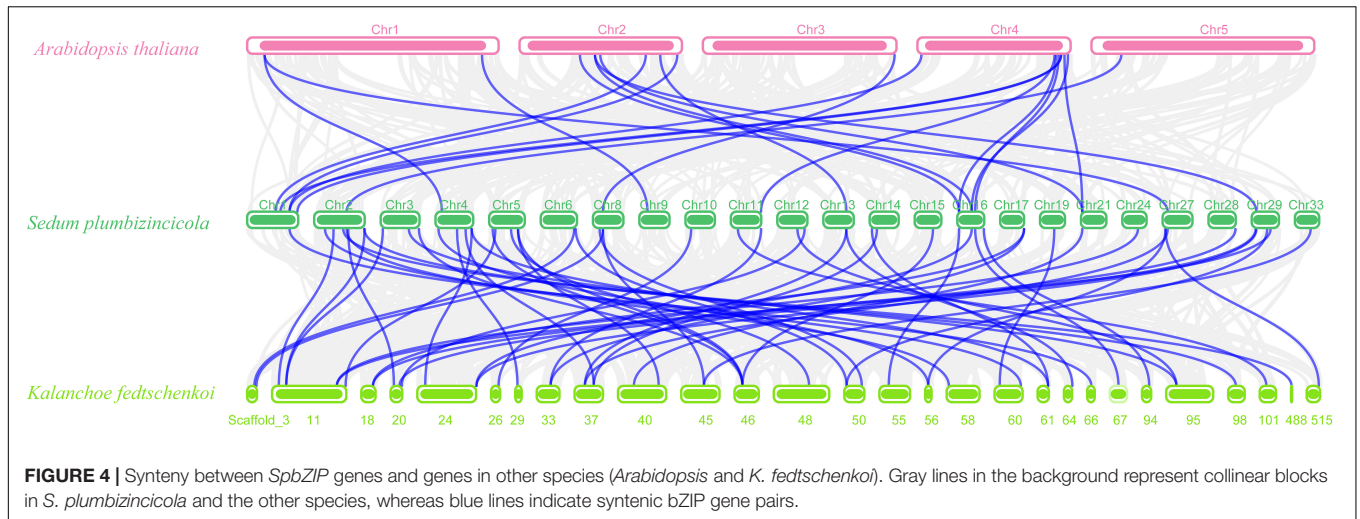 Chr1 Chr2 Chr3 Chr4 Chr5
Arabidopsis thaliana
Chr1 Chr2 Chr3 Chr4 Chr5 Chr6 Chr8 Chr9 Chr10 Chr11 Chr12 Chr13 Chr14 Chr15 Chr16 Chr17 Chr19 Chr21 Chr24 Chr27 Chr28 Chr29 Chr33
Sedum plumbizincicola
Kalanchoe fedtschenkoi
Scaffold_3 11 18 20 24 26 29 33 37 40 45 46 48 50 55 56 58 60 61 64 66 67 94 95 98 101 488 515
FIGURE 4 | Synteny between SpbZIP genes and genes in other species (Arabidopsis and K. fedtschenkoi). Gray lines in the background represent collinear blocks
in S. plumbizincicola and the other species, whereas blue lines indicate syntenic bZIP gene pairs.